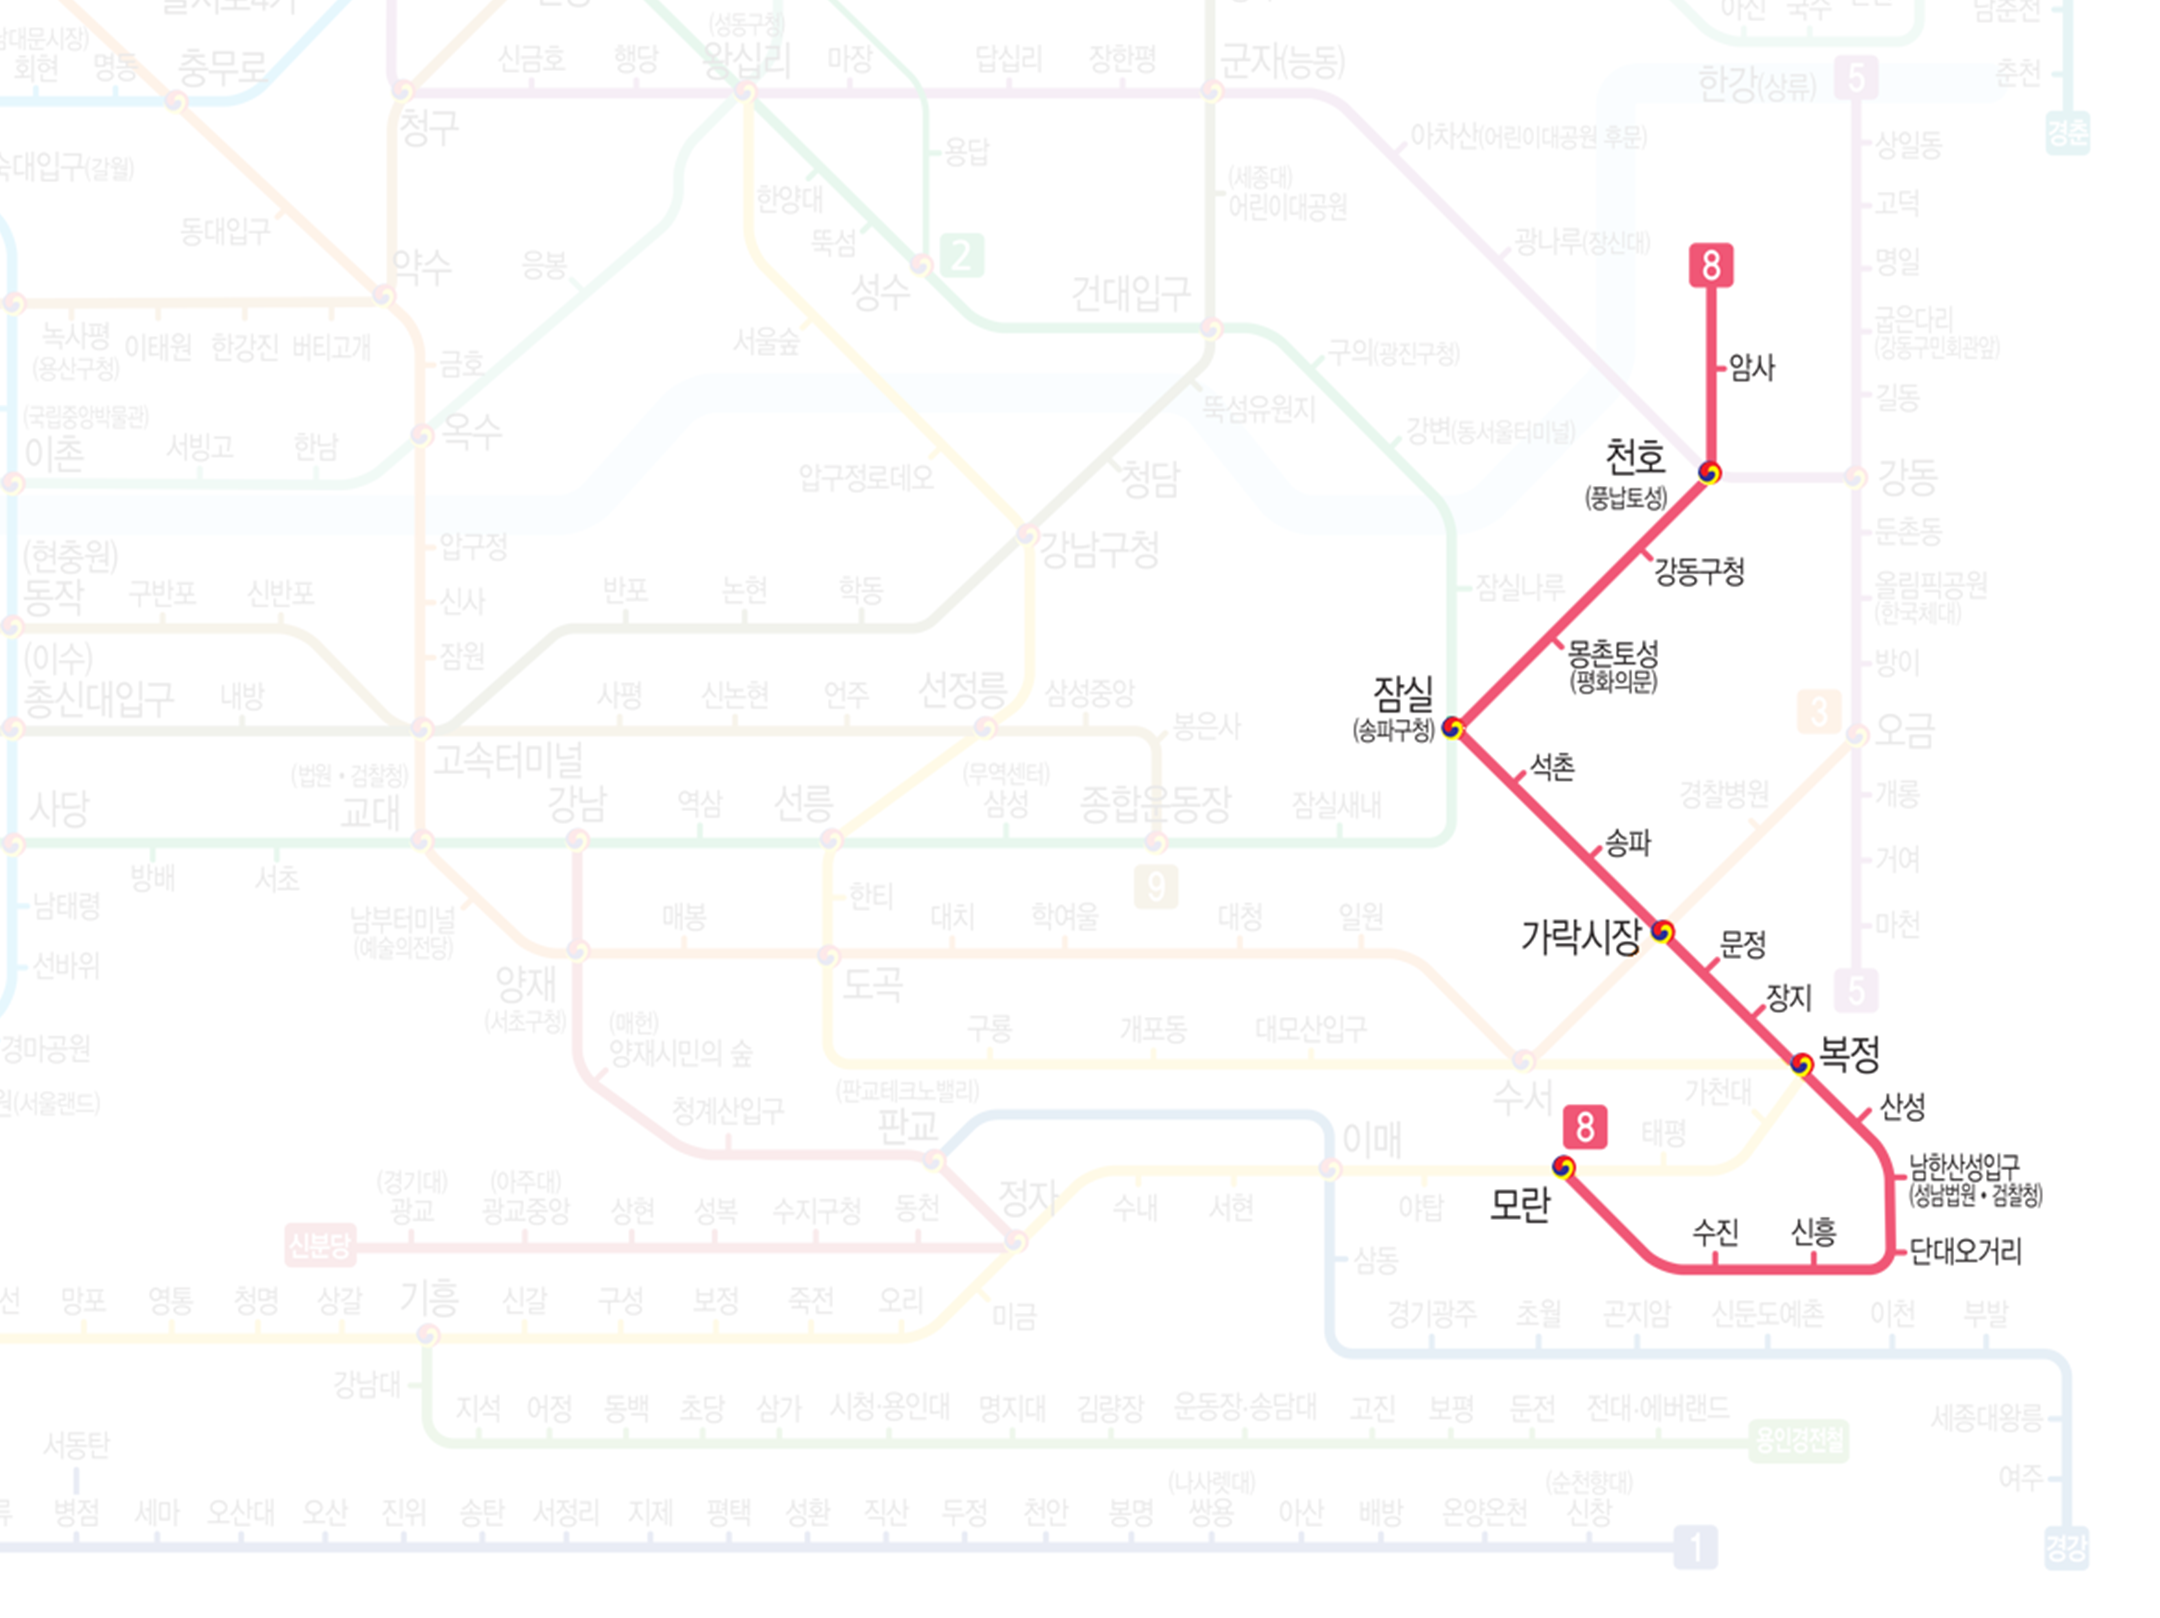 (성동구청)
신금호
행당
왕십리
마장
답십리
장한평
군자(능동)
한강(상류)
5
춘천
남춘천
경춘
회현
명동
충무로
청구
아차산(어린이대공원 후문)
상일동
용답
숙대입구(갈월)
한양대
(세종대)
어린이대공원
고덕
동대입구
뚝섬
2
광나루(장신대)
8
명일
약수
응봉
성수
건대입구
굽은다리
(강동구민회관앞)
녹사평
(용산구청)
이태원
한강진
버티고개
금호
서울숲
구의(광진구청)
암사
길동
(국립중앙박물관)
이촌
서빙고
한남
옥수
뚝섬유원지
강변(동서울터미널)
천호
(풍납토성)
강동
압구정로데오
청담
둔촌동
(현충원)
동작
구반포
신반포
압구정
강남구청
강동구청
신사
반포
논현
학동
잠실나루
올림픽공원
(한국체대)
(이수)
총신대입구
내방
잠원
사평
신논현
언주
선정릉
삼성중앙
봉은사
잠실
(송파구청)
몽촌토성
(평화의문)
방이
3
오금
고속터미널
(법원•검찰청)
교대
사당
강남
역삼
선릉
(무역센터)
삼성
종합운동장
잠실새내
석촌
경찰병원
개롱
방배
서초
송파
거여
9
남태령
남부터미널
(예술의전당)
매봉
한티
대치
학여울
대청
일원
가락시장
문정
마천
선바위
양재
(서초구청)
도곡
장지
5
경마공원
(매헌)
양재시민의 숲
구룡
개포동
대모산입구
복정
(서울랜드)
청계산입구
(판교테크노밸리)
판교
수서
가천대
산성
8
태평
이매
남한산성입구
(성남법원•검찰청)
(경기대)
광교
(아주대)
광교중앙
상현
성복
수지구청
동천
정자
수내
서현
야탑
모란
수진
신흥
단대오거리
신분당
삼동
망포
영통
청명
상갈
기흥
신갈
구성
보정
죽전
오리
미금
경기광주
초월
곤지암
신둔도예촌
이천
부발
강남대
지석
어정
동백
초당
삼가
시청·용인대
명지대
김량장
운동장·송담대
고진
보평
둔전
전대·에버랜드
용인경전철
세종대왕릉
여주
서동탄
병점
세마
오산대
오산
진위
송탄
서정리
지제
평택
성환
직산
두정
천안
봉명
(나사렛대)
쌍용
아산
배방
온양온천
(순천향대)
신창
1
경강